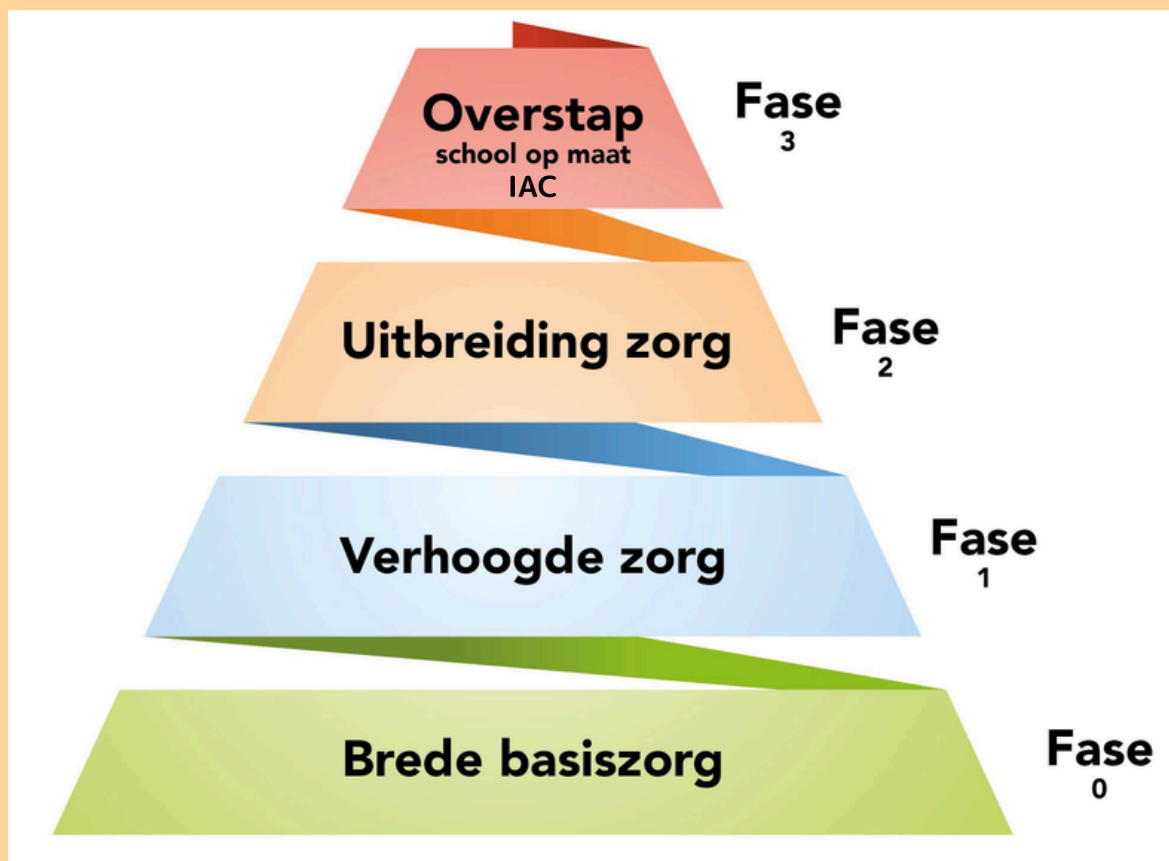 Overstap
school op maat
IAC
Fase
3
Uitbreiding zorg
Fase
2
Verhoogde zorg
Fase
1
Brede basiszorg
Fase
0